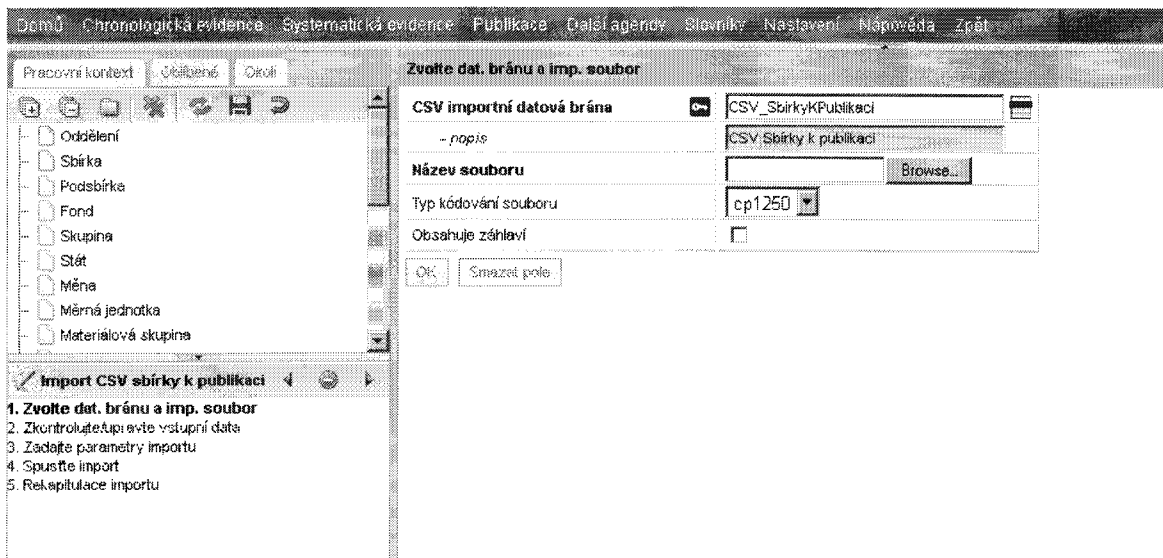 Domů Chronologická evidence Systematická evidence Publikace Další agendy Slovníky Nastavení Nápověda Zpět
Pracovní kontext Oblíbené Okolí
Oddělení
Sbírka
Podsbírka
Fond
Skupina
Stát
Měna
Měrná jednotka
Materiálová skupina
Import CSV sbírky k publikaci
1. Zvolte dat. bránu a imp. soubor
2. Zkontrolujte/upravte vstupní data
3. Zadejte parametry importu
4. Spusťte import
5. Rekapitulace importu
Zvolte dat. bránu a imp. soubor
CSV importní datová brána CSV_SbirkyKPublikaci
- popis CSV Sbírky k publikaci
Název souboru Browse...
Typ kódování souboru cp1250
Obsahuje záhlaví
OK Smazat pole